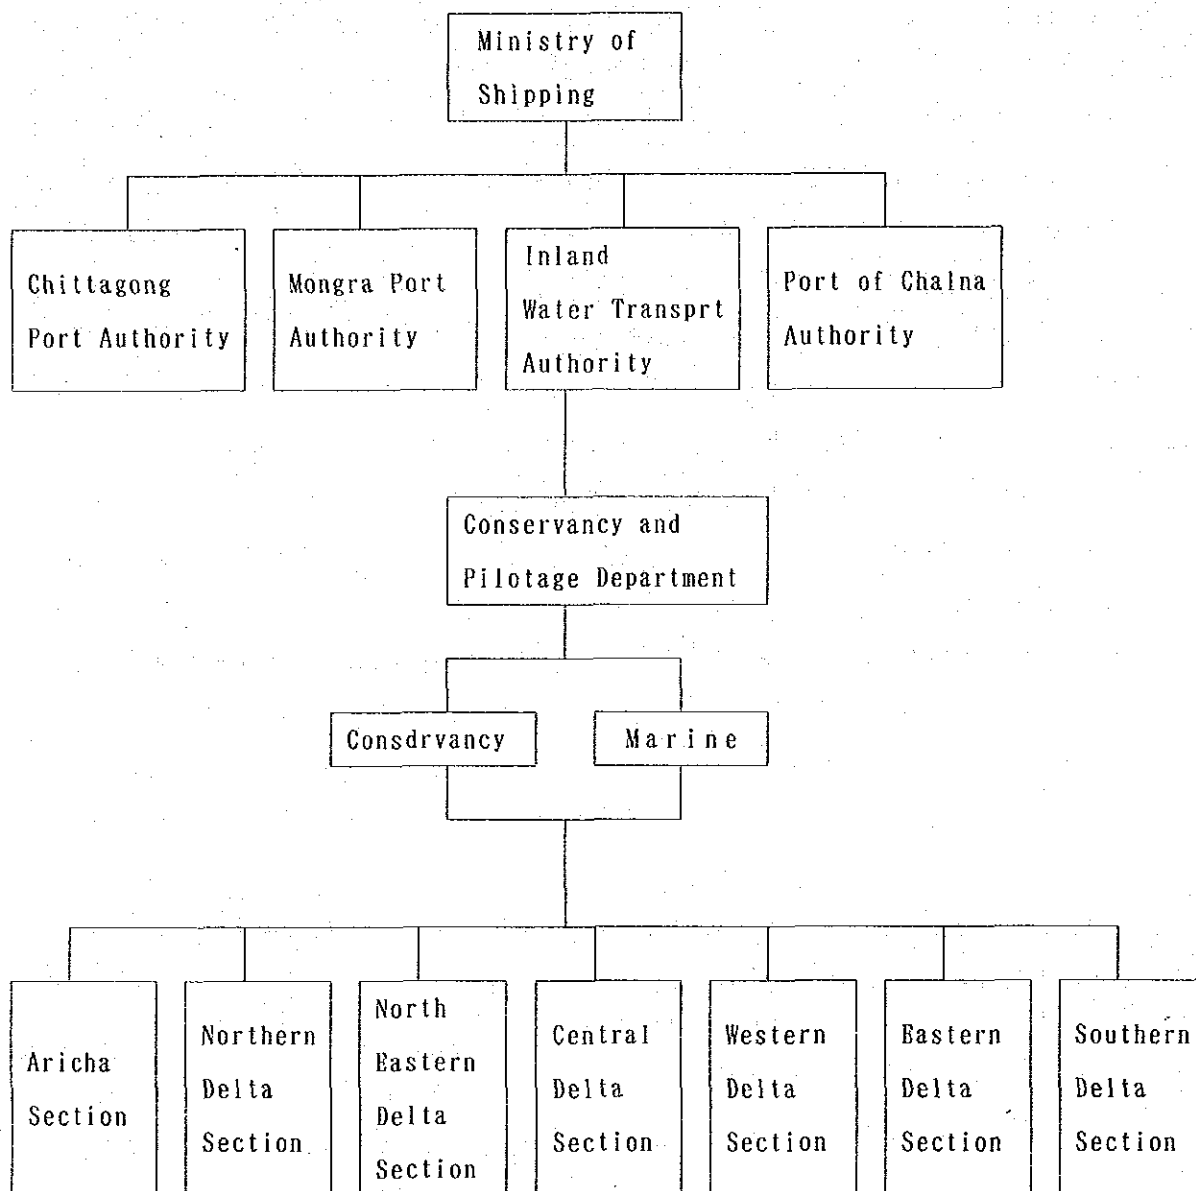 Ministry of
Shipping
Chittagong
Port Authority
Mongra Port
Authority
Inland
Water Transprt
Authority
Port of Chalna
Authority
Conservancy and
Pilotage Department
Consdrvancy
Marine
Aricha
Section
Northern
Delta
Section
North
Eastern
Delta
Section
Central
Delta
Section
Western
Delta
Section
Eastern
Delta
Section
Southern
Delta
Section